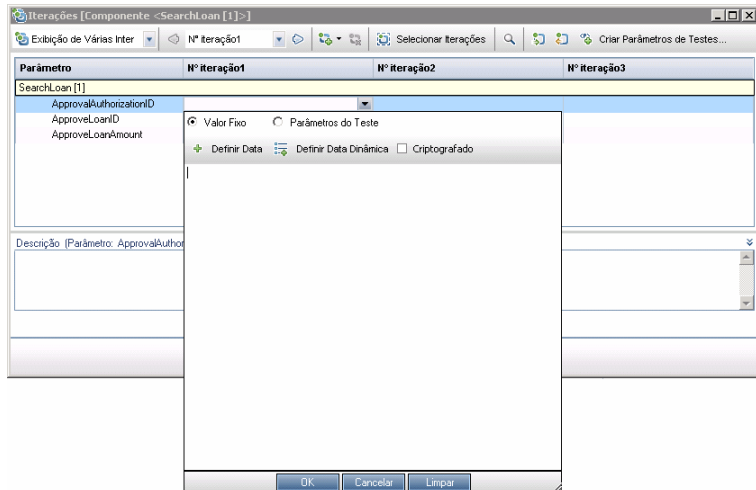 Iterações [Componente <SearchLoan [1]>]
Exibição de Várias Inter Nº iteração1 Selecionar Iterações Criar Parâmetros de Testes...
Parâmetro Nº iteração1 Nº iteração2 Nº iteração3
SearchLoan [1]
ApprovalAuthorizationID
ApproveLoanID
ApproveLoanAmount
Valor Fixo Parâmetros do Teste
Definir Data Definir Data Dinâmica Criptografado
Descrição (Parâmetro: ApprovalAuthor
OK Cancelar Limpar